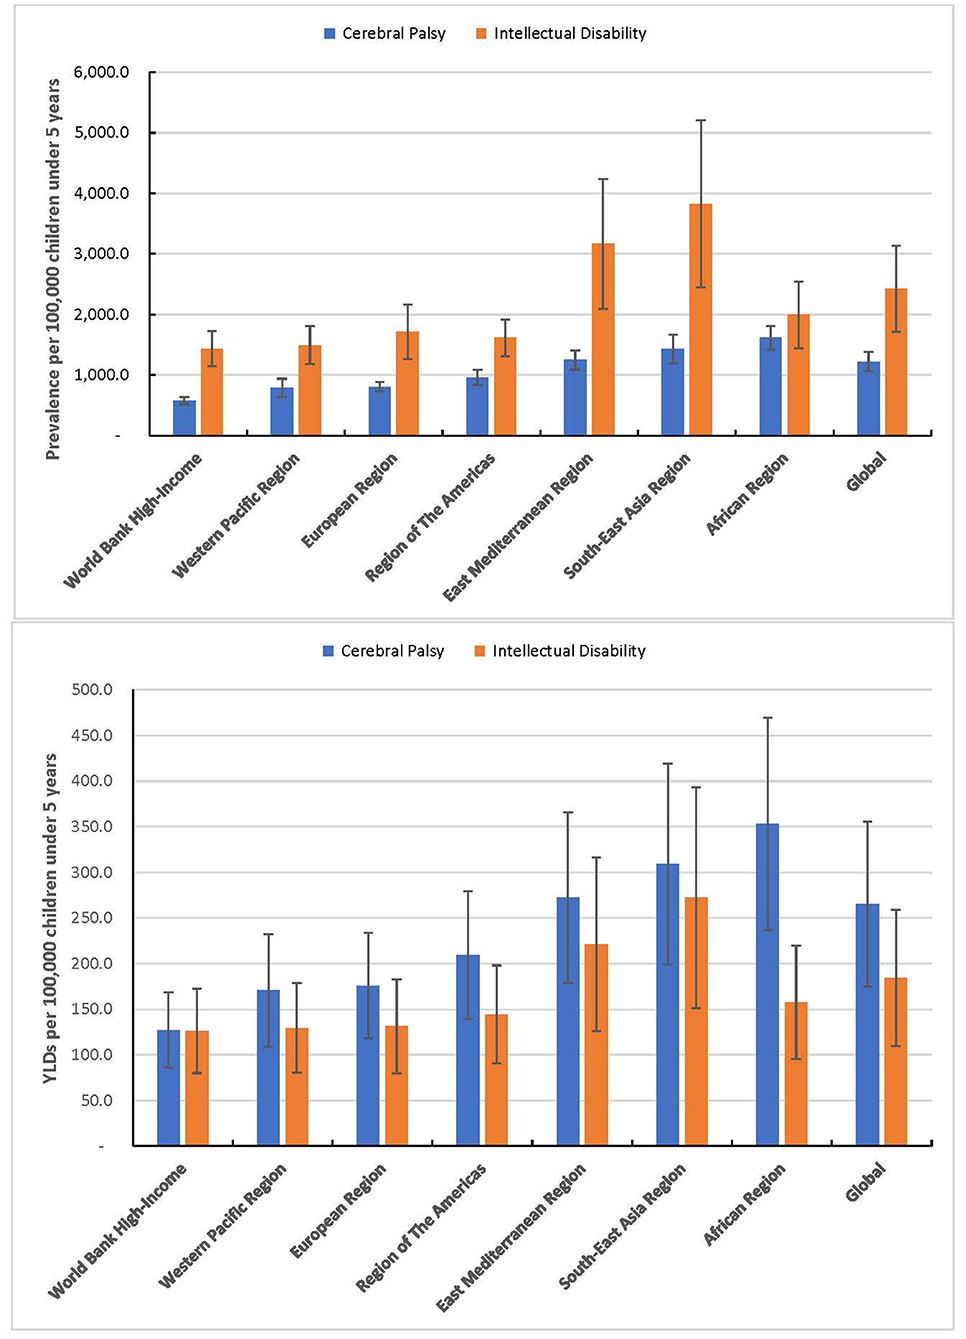 Cerebral Palsy Intellectual Disability
Prevalence per 100,000 children under 5 years
6,000.0
5,000.0
4,000.0
3,000.0
2,000.0
1,000.0
-
World Bank High-Income
Western Pacific Region
European Region
Region of The Americas
East Mediterranean Region
South-East Asia Region
African Region
Global
Cerebral Palsy Intellectual Disability
YLDs per 100,000 children under 5 years
500.0
450.0
400.0
350.0
300.0
250.0
200.0
150.0
100.0
50.0
-
World Bank High-Income
Western Pacific Region
European Region
Region of The Americas
East Mediterranean Region
South-East Asia Region
African Region
Global